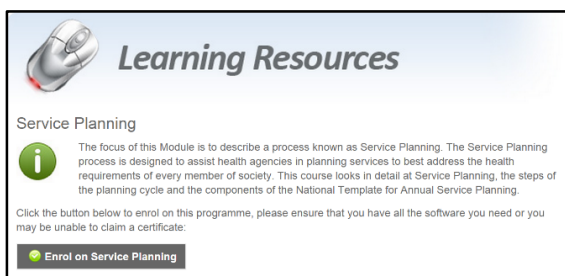 Learning Resources
Service Planning
The focus of this Module is to describe a process known as Service Planning. The Service Planning
process is designed to assist health agencies in planning services to best address the health
requirements of every member of society. This course looks in detail at Service Planning, the steps of
the planning cycle and the components of the National Template for Annual Service Planning.
Click the button below to enrol on this programme, please ensure that you have all the software you need or you
may be unable to claim a certificate:
Enrol on Service Planning